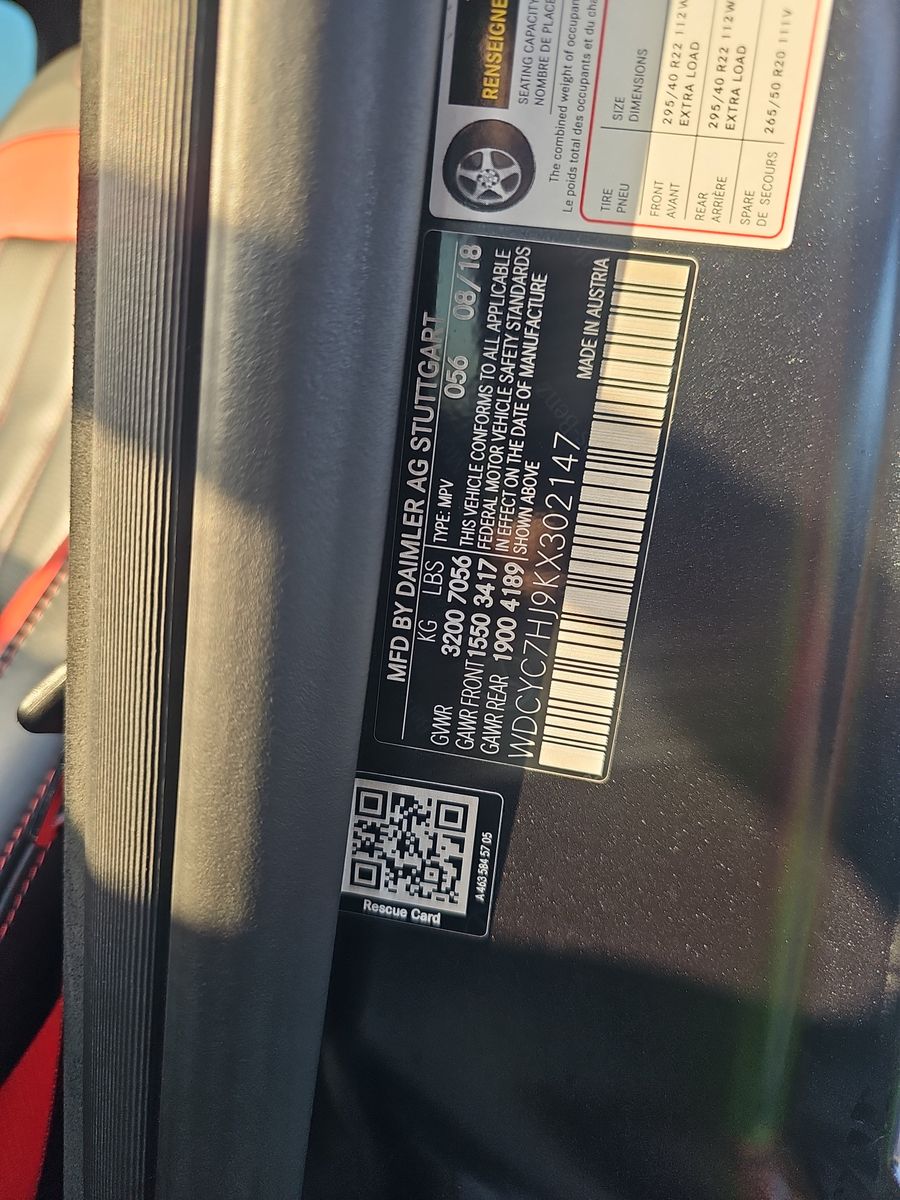 MFD BY DAIMLER AG STUTTGART
KG LBS TYPE: MPV 056 08/18
GVWR 3200 7056
GAWR FRONT 1550 3417
GAWR REAR 1900 4189
THIS VEHICLE CONFORMS TO ALL APPLICABLE
FEDERAL MOTOR VEHICLE SAFETY STANDARDS
IN EFFECT ON THE DATE OF MANUFACTURE
SHOWN ABOVE
WDCYC7HJ9KX302147
MADE IN AUSTRIA
Rescue Card
A 463 584 57 05
RENSEIGNE
SEATING CAPACITY
NOMBRE DE PLACE
The combined weight of occupan
Le poids total des occupants et du cha
TIRE SIZE
PNEU DIMENSIONS
FRONT 295/40 R22 112W
AVANT EXTRA LOAD
REAR 295/40 R22 112W
ARRIÈRE EXTRA LOAD
SPARE 265/50 R20 111V
DE SECOURS